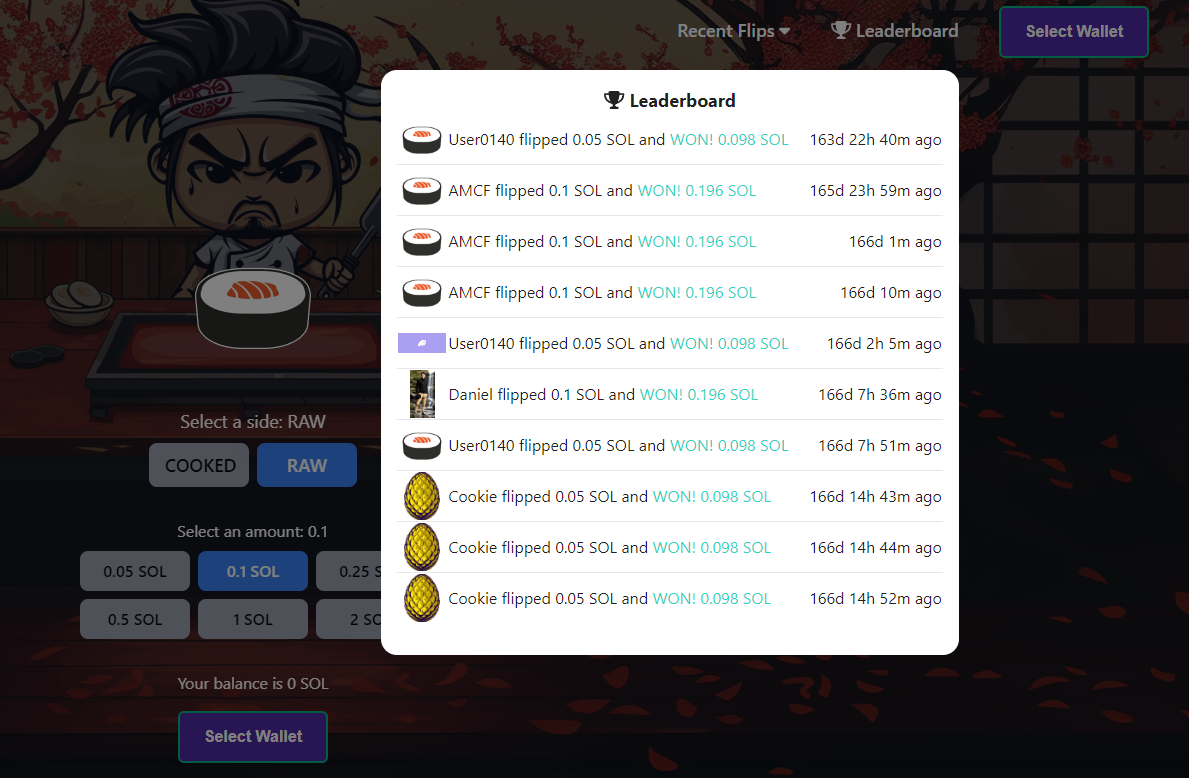 Recent Flips
Leaderboard
Select Wallet
Leaderboard
User0140 flipped 0.05 SOL and WON! 0.098 SOL 163d 22h 40m ago
AMCF flipped 0.1 SOL and WON! 0.196 SOL 165d 23h 59m ago
AMCF flipped 0.1 SOL and WON! 0.196 SOL 166d 1m ago
AMCF flipped 0.1 SOL and WON! 0.196 SOL 166d 10m ago
User0140 flipped 0.05 SOL and WON! 0.098 SOL 166d 2h 5m ago
Daniel flipped 0.1 SOL and WON! 0.196 SOL 166d 7h 36m ago
User0140 flipped 0.05 SOL and WON! 0.098 SOL 166d 7h 51m ago
Cookie flipped 0.05 SOL and WON! 0.098 SOL 166d 14h 43m ago
Cookie flipped 0.05 SOL and WON! 0.098 SOL 166d 14h 44m ago
Cookie flipped 0.05 SOL and WON! 0.098 SOL 166d 14h 52m ago
Select a side: RAW
COOKED RAW
Select an amount: 0.1
0.05 SOL 0.1 SOL 0.25 S
0.5 SOL 1 SOL 2 SO
Your balance is 0 SOL
Select Wallet